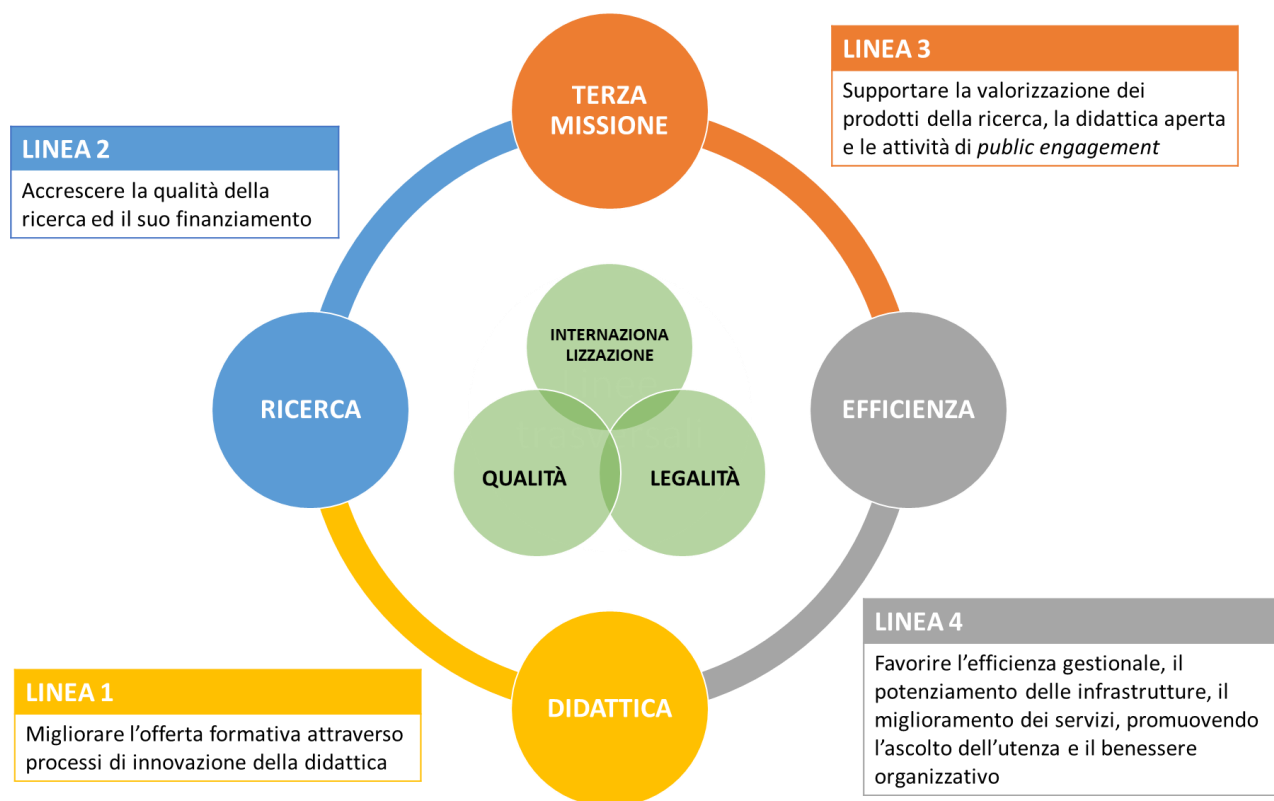 TERZA
MISSIONE
LINEA 3
Supportare la valorizzazione dei
prodotti della ricerca, la didattica aperta
e le attività di public engagement
LINEA 2
Accrescere la qualità della
ricerca ed il suo finanziamento
INTERNAZIONA
LIZZAZIONE
RICERCA
EFFICIENZA
QUALITÀ
LEGALITÀ
LINEA 4
Favorire l’efficienza gestionale, il
potenziamento delle infrastrutture, il
miglioramento dei servizi, promuovendo
l’ascolto dell’utenza e il benessere
organizzativo
LINEA 1
Migliorare l’offerta formativa attraverso
processi di innovazione della didattica
DIDATTICA